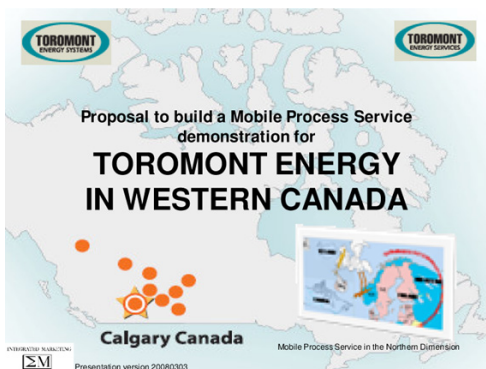 TOROMONT
ENERGY SYSTEMS
TOROMONT
ENERGY SERVICES
Proposal to build a Mobile Process Service
demonstration for
TOROMONT ENERGY
IN WESTERN CANADA
Calgary Canada
Mobile Process Service in the Northern Dimension
INTEGRATED MARKETING
ΣM
Presentation version 20080303